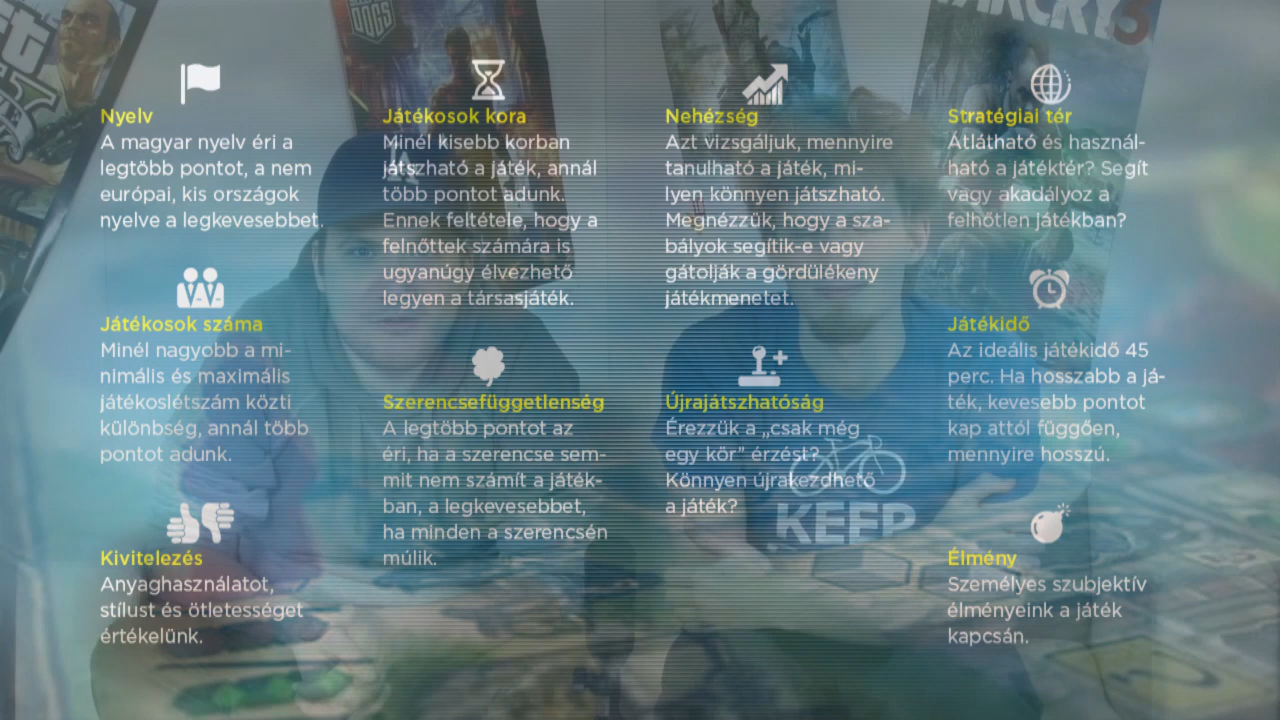 DOGS
FARCRY3
Nyelv
A magyar nyelv éri a
legtöbb pontot, a nem
európai, kis országok
nyelve a legkevesebbet.
Játékosok száma
Minél nagyobb a mi-
nimális és maximális
játékoslétszám közti
különbség, annál több
pontot adunk.
Kivitelezés
Anyaghasználatot,
stílust és ötletességet
értékelünk.
Játékosok kora
Minél kisebb korban
játszható a játék, annál
több pontot adunk.
Ennek feltétele, hogy a
felnőttek számára is
ugyanúgy élvezhető
legyen a társasjáték.
Szerencsefüggetlenség
A legtöbb pontot az
éri, ha a szerencse sem-
mit nem számít a játék-
ban, a legkevesebbet,
ha minden a szerencsén
múlik.
Nehézség
Azt vizsgáljuk, mennyire
tanulható a játék, mi-
lyen könnyen játszható.
Megnézzük, hogy a sza-
bályok segítik-e vagy
gátolják a gördülékeny
játékmenetet.
Újrajátszhatóság
Érezzük a „csak még
egy kör” érzést?
Könnyen újrakezdhető
a játék?
KEEP
Stratégiai tér
Átlátható és használ-
ható a játéktér? Segít
vagy akadályoz a
felhőtlen játékban?
Játékidő
Az ideális játékidő 45
perc. Ha hosszabb a já-
ték, kevesebb pontot
kap attól függően,
mennyire hosszú.
Élmény
Személyes szubjektív
élményeink a játék
kapcsán.